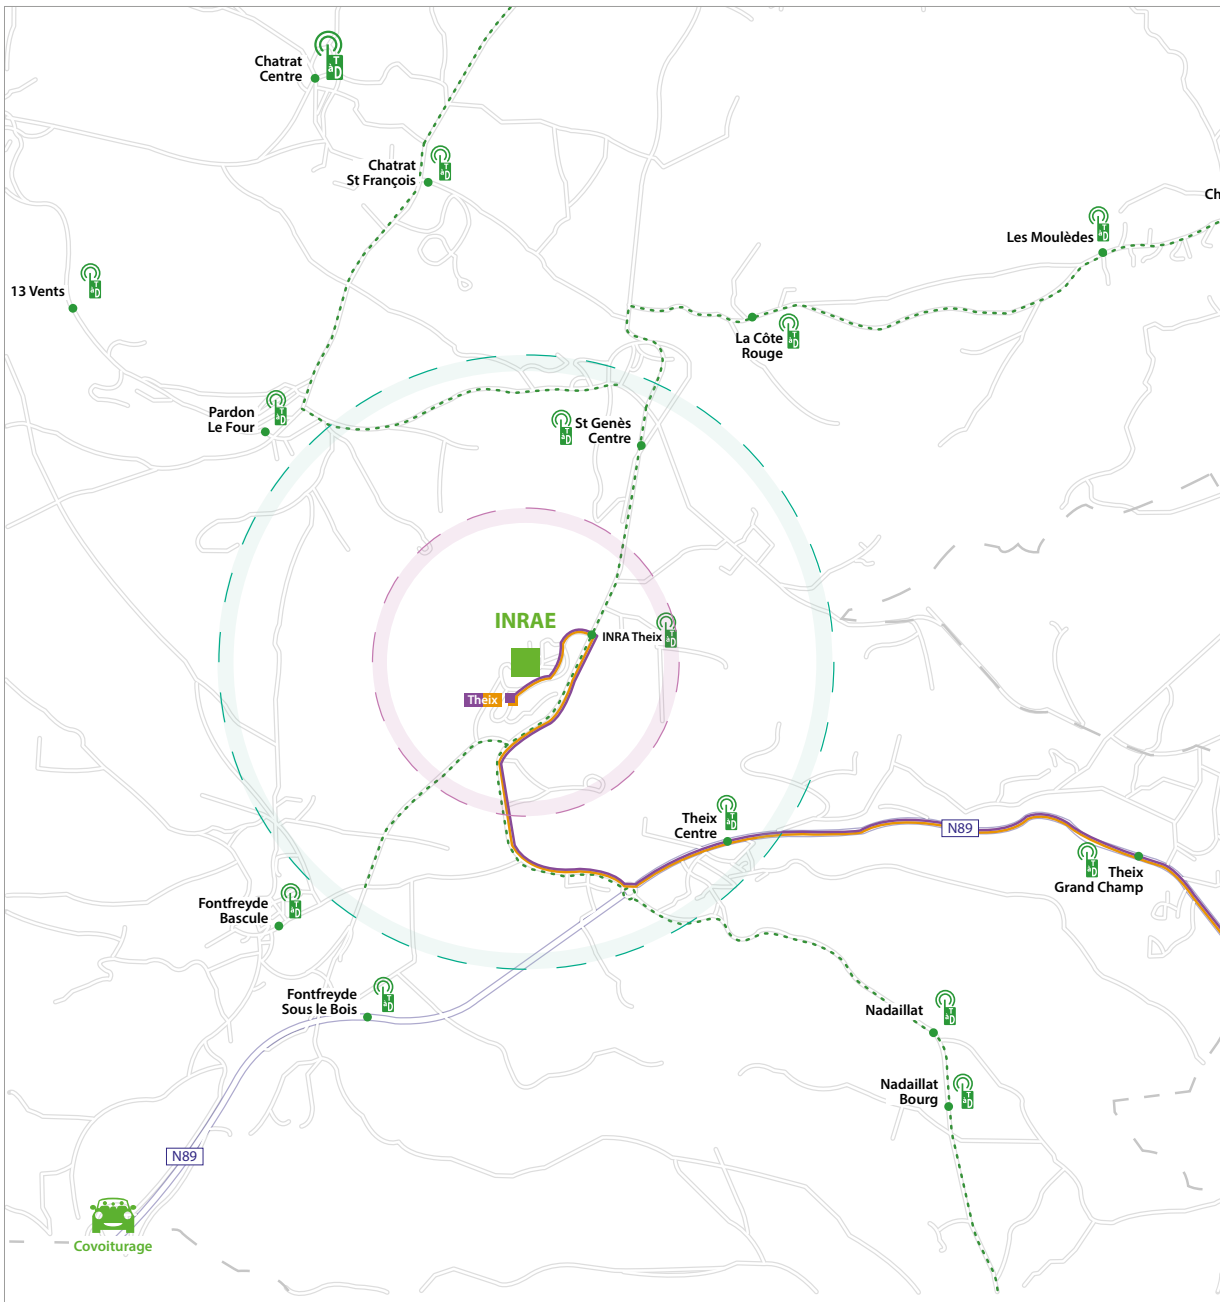 Chatrat
Centre
T
à D
Chatrat
St François
T
à D
Ch
Les Moulèdes
T
à D
13 Vents
T
à D
La Côte
Rouge
T
à D
Pardon
Le Four
T
à D
St Genès
Centre
T
à D
INRAE
INRA Theix
T
à D
Theix
Theix
Centre
T
à D
N89
Theix
Grand Champ
T
à D
Fontfreyde
Bascule
T
à D
Fontfreyde
Sous le Bois
T
à D
Nadaillat
T
à D
Nadaillat
Bourg
T
à D
N89
Covoiturage